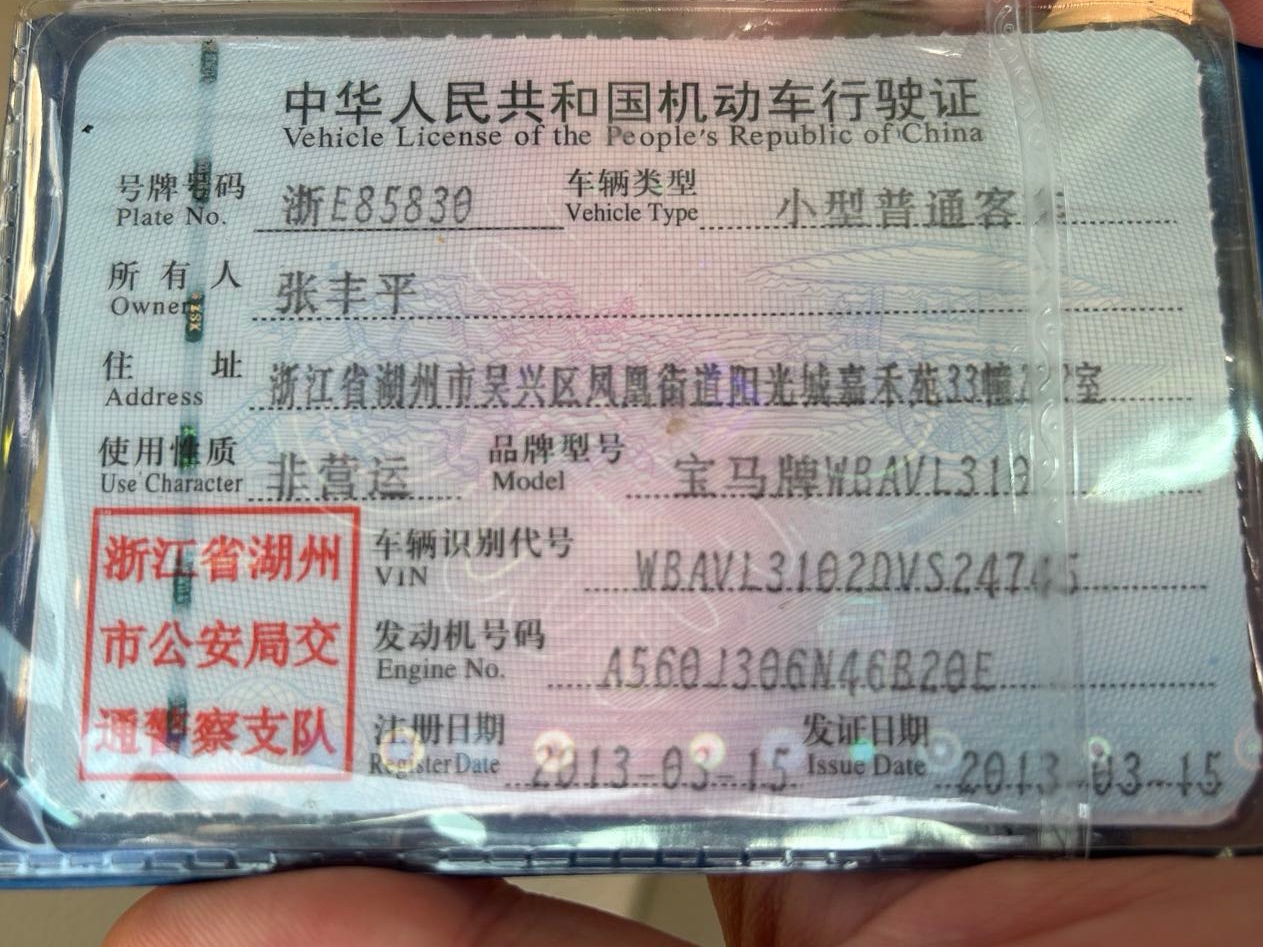 中华人民共和国机动车行驶证
Vehicle License of the People's Republic of China
号牌号码 浙E85830 车辆类型 小型普通客
Plate No. Vehicle Type
所有人 张丰平
Owner
住址 浙江省湖州市吴兴区凤凰街道阳光城嘉禾苑33幢 室
Address
使用性质 非营运 品牌型号 宝马牌WBAVL310
Use Character Model
浙江省湖州
市公安局交
通警察支队
车辆识别代号
VIN
发动机号码 A560J306N46B20E
Engine No.
注册日期 2013-03-15 发证日期 2013-03-15
Register Date Issue Date